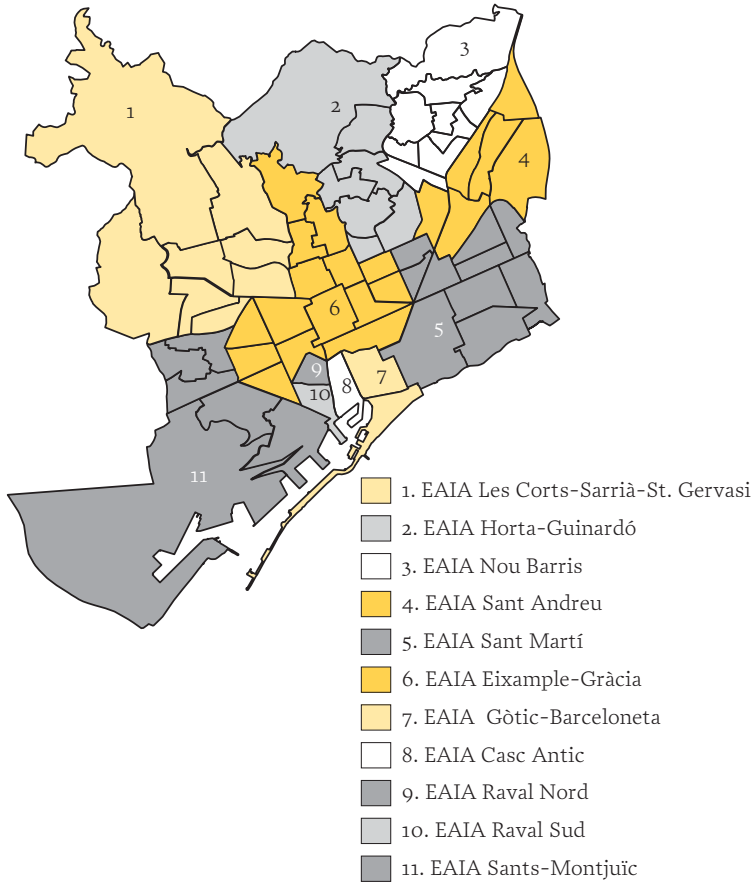 3
1
2
4
6
5
9
7
8
10
11
1. EAIA Les Corts-Sarrià-St. Gervasi
2. EAIA Horta-Guinardó
3. EAIA Nou Barris
4. EAIA Sant Andreu
5. EAIA Sant Martí
6. EAIA Eixample-Gràcia
7. EAIA Gòtic-Barceloneta
8. EAIA Casc Antic
9. EAIA Raval Nord
10. EAIA Raval Sud
11. EAIA Sants-Montjuïc